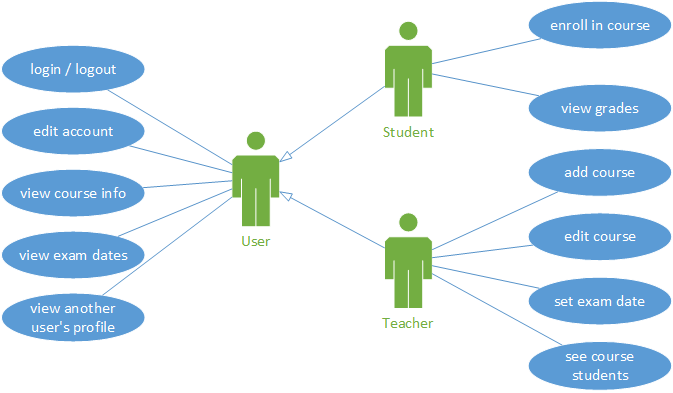 login / logout
edit account
view course info
view exam dates
view another
user's profile
User
Student
Teacher
enroll in course
view grades
add course
edit course
set exam date
see course
students